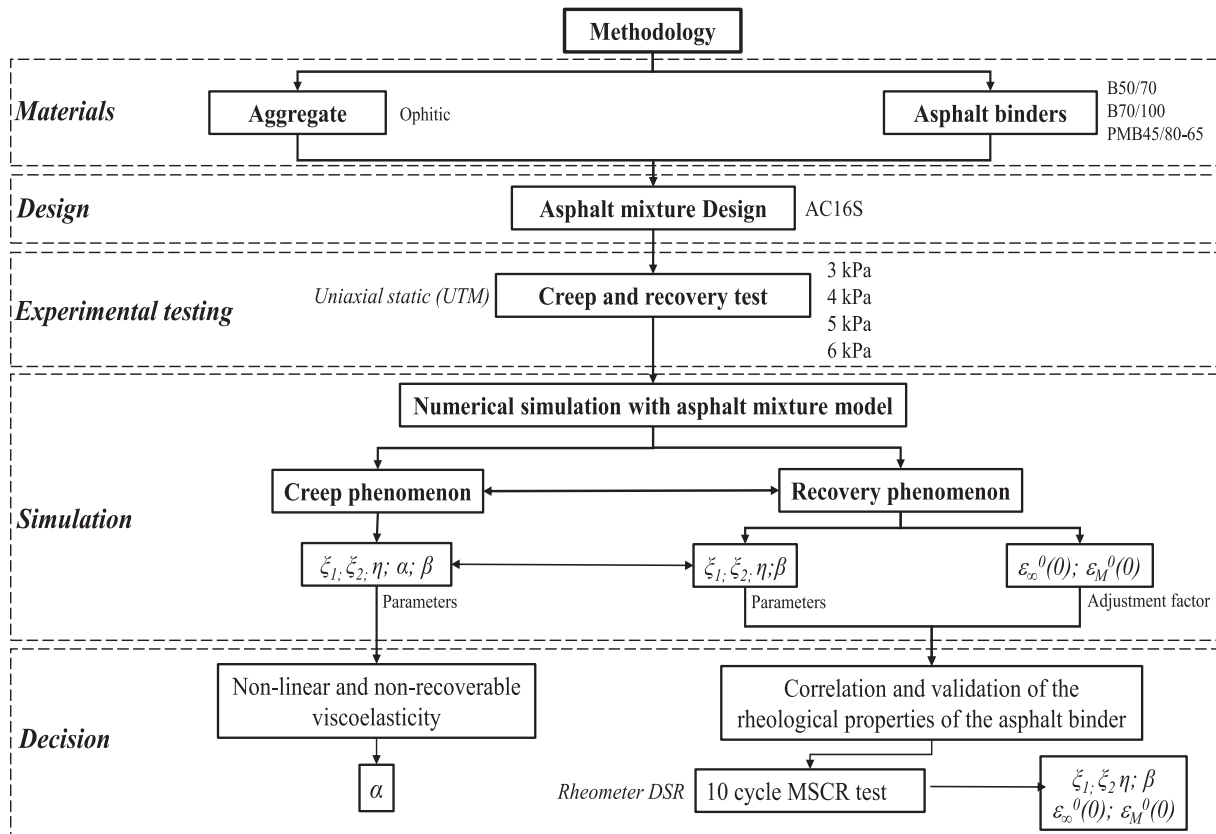 Methodology
Materials
Aggregate
Ophitic
Asphalt binders
B50/70
B70/100
PMB45/80-65
Design
Asphalt mixture Design
AC16S
Experimental testing
Uniaxial static (UTM)
Creep and recovery test
3 kPa
4 kPa
5 kPa
6 kPa
Simulation
Numerical simulation with asphalt mixture model
Creep phenomenon
Recovery phenomenon
ξ₁; ξ₂; η; α; β
ξ₁; ξ₂; η;β
ε∞⁰(0); εM⁰(0)
Parameters
Parameters
Adjustment factor
Decision
Non-linear and non-recoverable
viscoelasticity
α
Correlation and validation of the
rheological properties of the asphalt binder
Rheometer DSR
10 cycle MSCR test
ξ₁; ξ₂ η; β
ε∞⁰(0); εM⁰(0)